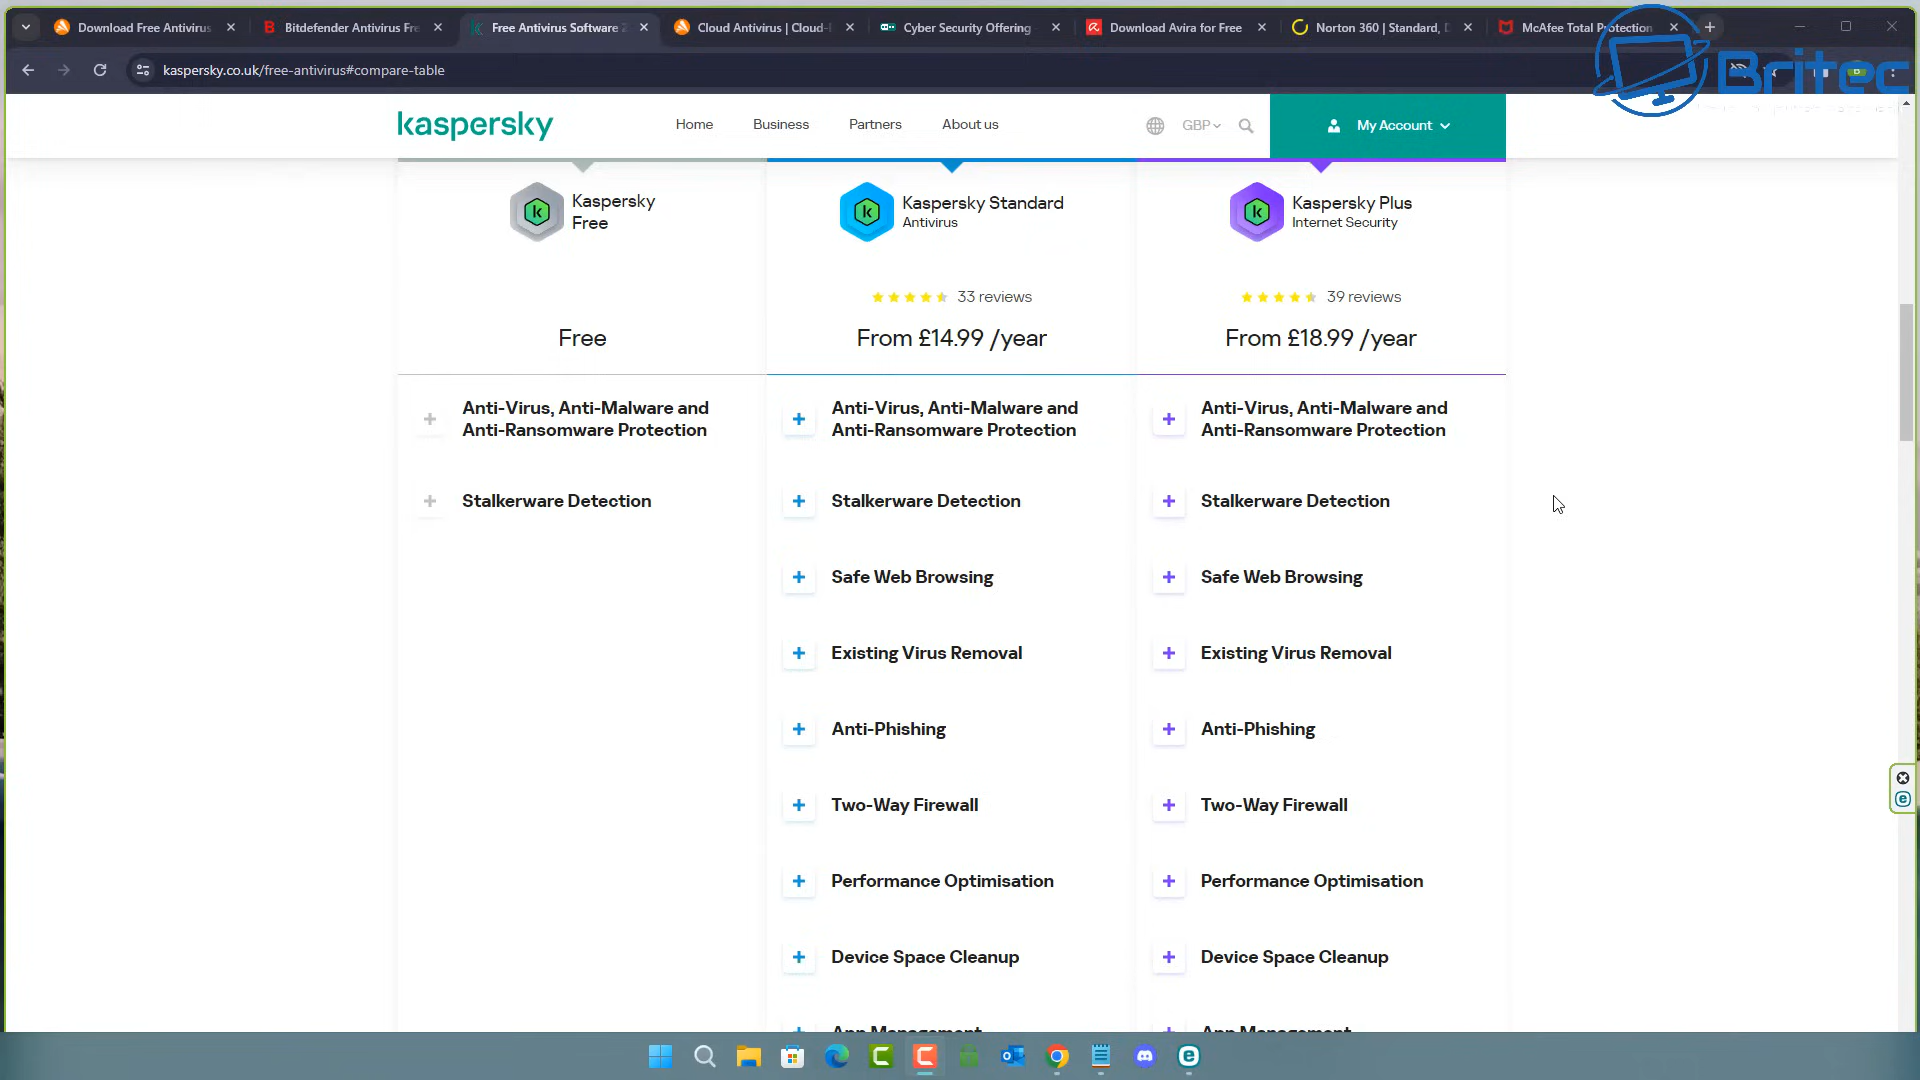 Download Free Antivirus
Bitdefender Antivirus Fre
Free Antivirus Software
Cloud Antivirus | Cloud-
Cyber Security Offering
Download Avira for Free
Norton 360 | Standard,
McAfee Total Protection
Britec
kaspersky.co.uk/free-antivirus#compare-table
kaspersky
Home
Business
Partners
About us
GBP
My Account
Kaspersky
Free
Kaspersky Standard
Antivirus
Kaspersky Plus
Internet Security
33 reviews
39 reviews
Free
From £14.99 /year
From £18.99 /year
Anti-Virus, Anti-Malware and
Anti-Ransomware Protection
Anti-Virus, Anti-Malware and
Anti-Ransomware Protection
Anti-Virus, Anti-Malware and
Anti-Ransomware Protection
Stalkerware Detection
Stalkerware Detection
Stalkerware Detection
Safe Web Browsing
Safe Web Browsing
Existing Virus Removal
Existing Virus Removal
Anti-Phishing
Anti-Phishing
Two-Way Firewall
Two-Way Firewall
Performance Optimisation
Performance Optimisation
Device Space Cleanup
Device Space Cleanup
App Management
App Management